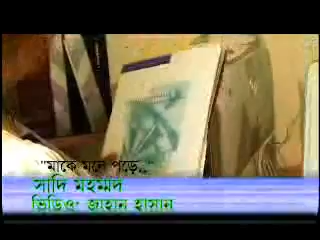 "মাকে মনে পড়ে.."
সাদি মহম্মদ
ভিডিও: জাহান হাসান